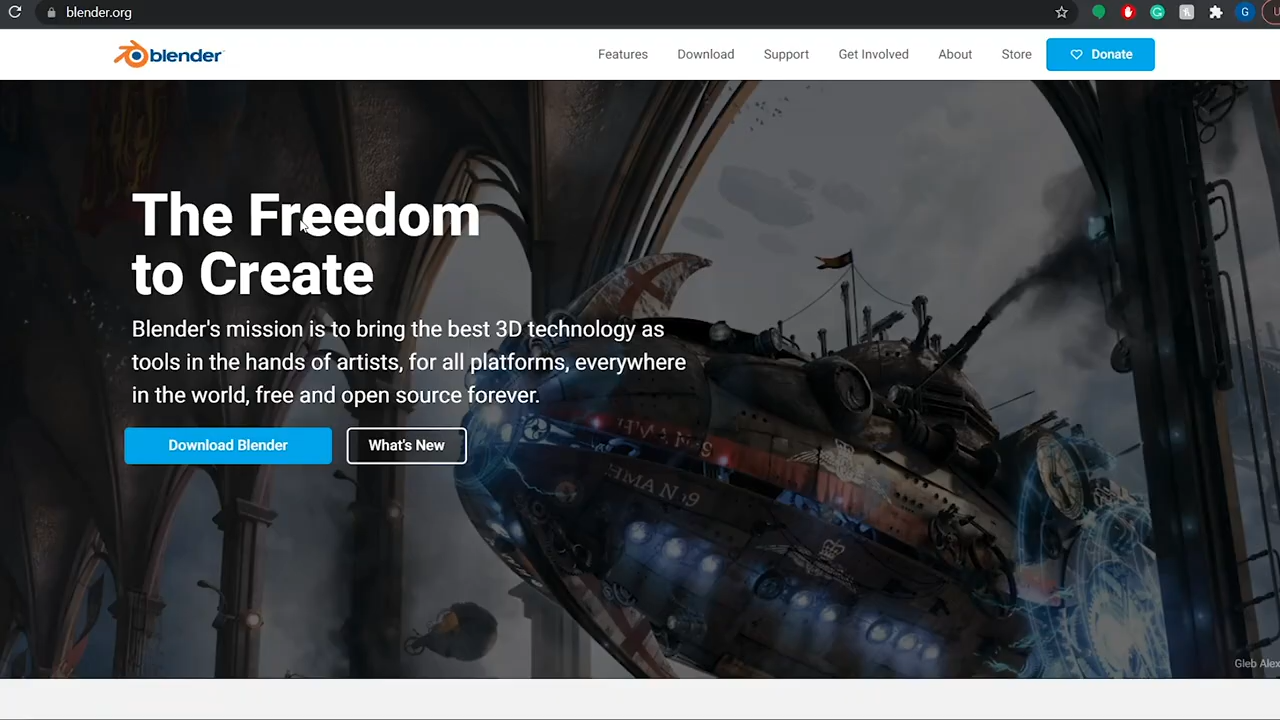 blender.org
G
blender
Features
Download
Support
Get Involved
About
Store
Donate
The Freedom
to Create
Blender's mission is to bring the best 3D technology as
tools in the hands of artists, for all platforms, everywhere
in the world, free and open source forever.
Download Blender
What's New
HMAN 9
Gleb Alex